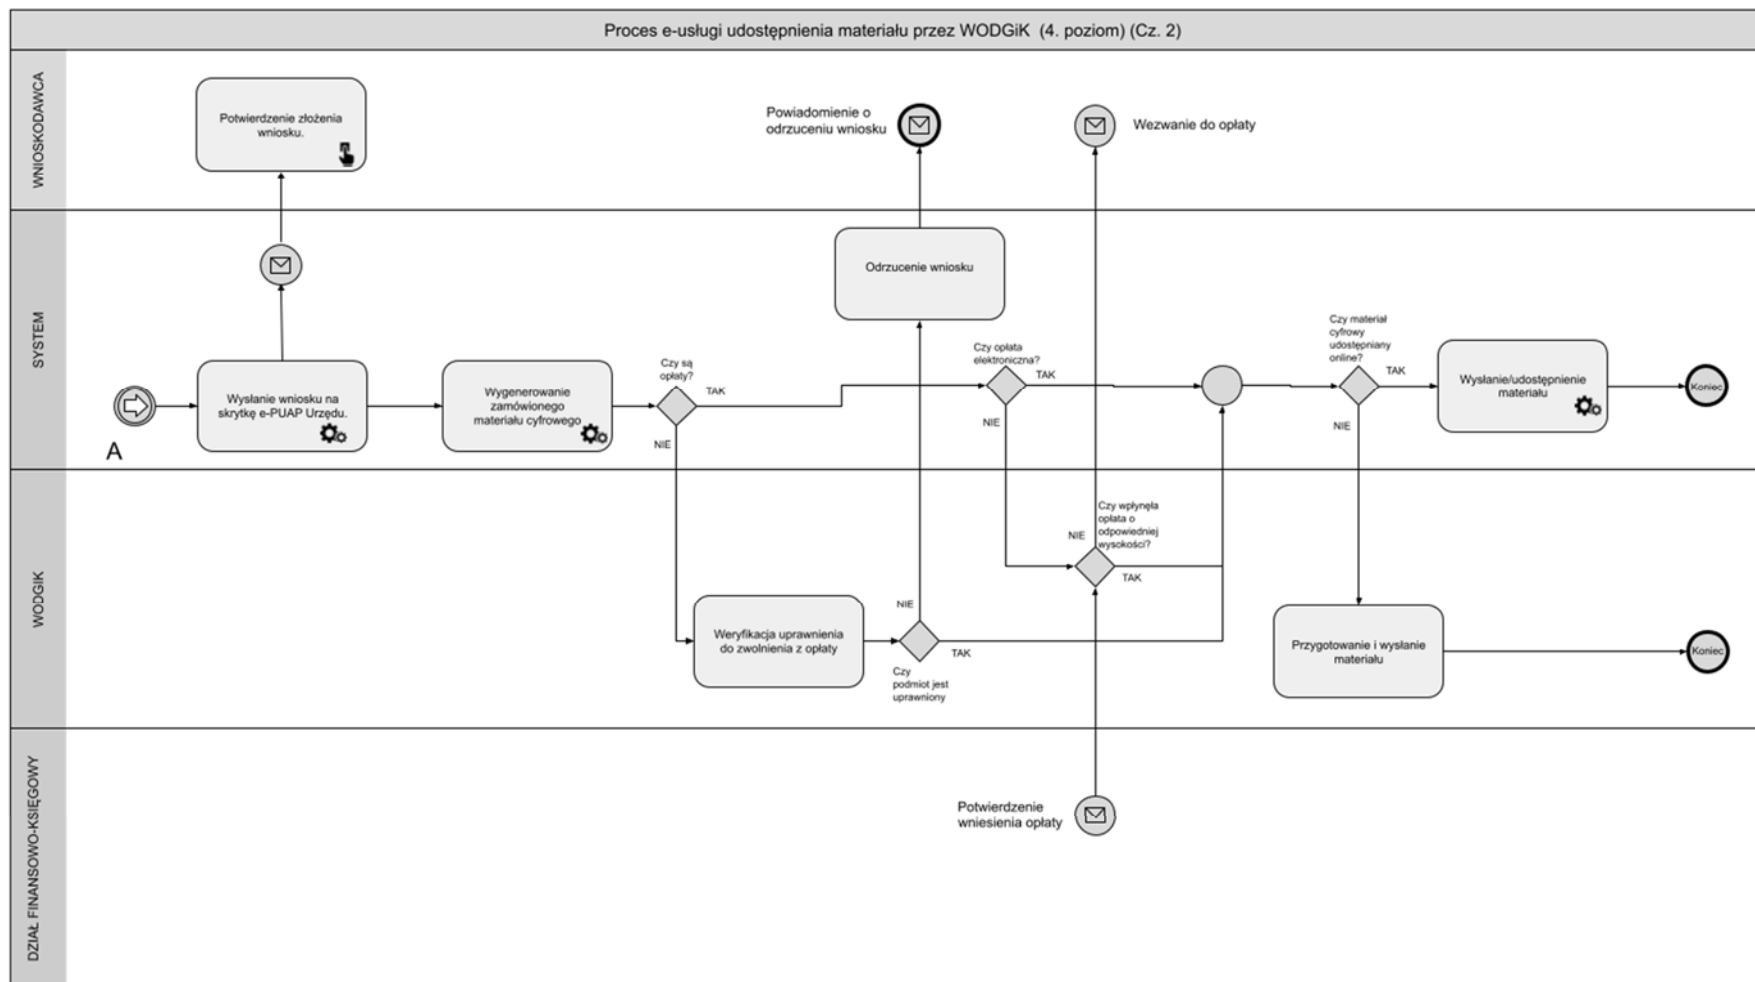 Proces e-usługi udostępnienia materiału przez WODGiK (4. poziom) (Cz. 2)
WNIOSKODAWCA
Potwierdzenie złożenia
wniosku.
Powiadomienie o
odrzuceniu wniosku
Wezwanie do opłaty
SYSTEM
Odrzucenie wniosku
A
Wysłanie wniosku na
skrytkę e-PUAP Urzędu.
Wygenerowanie
zamówionego
materiału cyfrowego
Czy są
opłaty?
TAK
NIE
Czy opłata
elektroniczna?
TAK
NIE
Czy materiał
cyfrowy
udostępniany
online?
TAK
NIE
Wysłanie/udostępnienie
materiału
Koniec
WODGIK
Weryfikacja uprawnienia
do zwolnienia z opłaty
NIE
TAK
Czy
podmiot jest
uprawniony
Czy wpłynęła
opłata o
odpowiedniej
wysokości?
NIE
TAK
Przygotowanie i wysłanie
materiału
Koniec
DZIAŁ FINANSOWO-KSIĘGOWY
Potwierdzenie
wniesienia opłaty